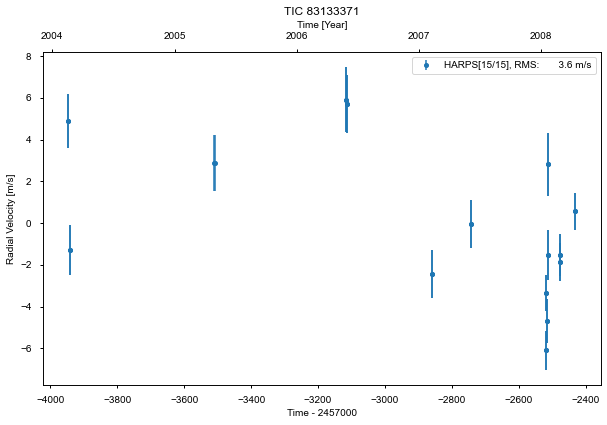 TIC 83133371
Time [Year]
2004 2005 2006 2007 2008
HARPS[15/15], RMS: 3.6 m/s
8
6
4
2
0
−2
−4
−6
Radial Velocity [m/s]
−4000 −3800 −3600 −3400 −3200 −3000 −2800 −2600 −2400
Time - 2457000